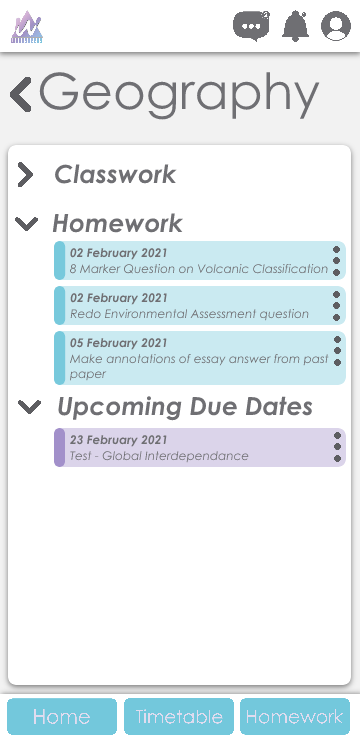 Geography
Classwork
Homework
02 February 2021
8 Marker Question on Volcanic Classification
02 February 2021
Redo Environmental Assessment question
05 February 2021
Make annotations of essay answer from past
paper
Upcoming Due Dates
23 February 2021
Test - Global Interdependance
Home
Timetable
Homework